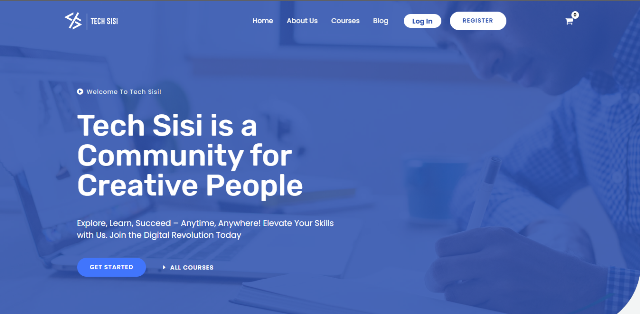 TECH SISI
Home About Us Courses Blog Log In REGISTER
0
Welcome To Tech Sisi!
Tech Sisi is a
Community for
Creative People
Explore, Learn, Succeed – Anytime, Anywhere! Elevate Your Skills
with Us. Join the Digital Revolution Today
GET STARTED ALL COURSES